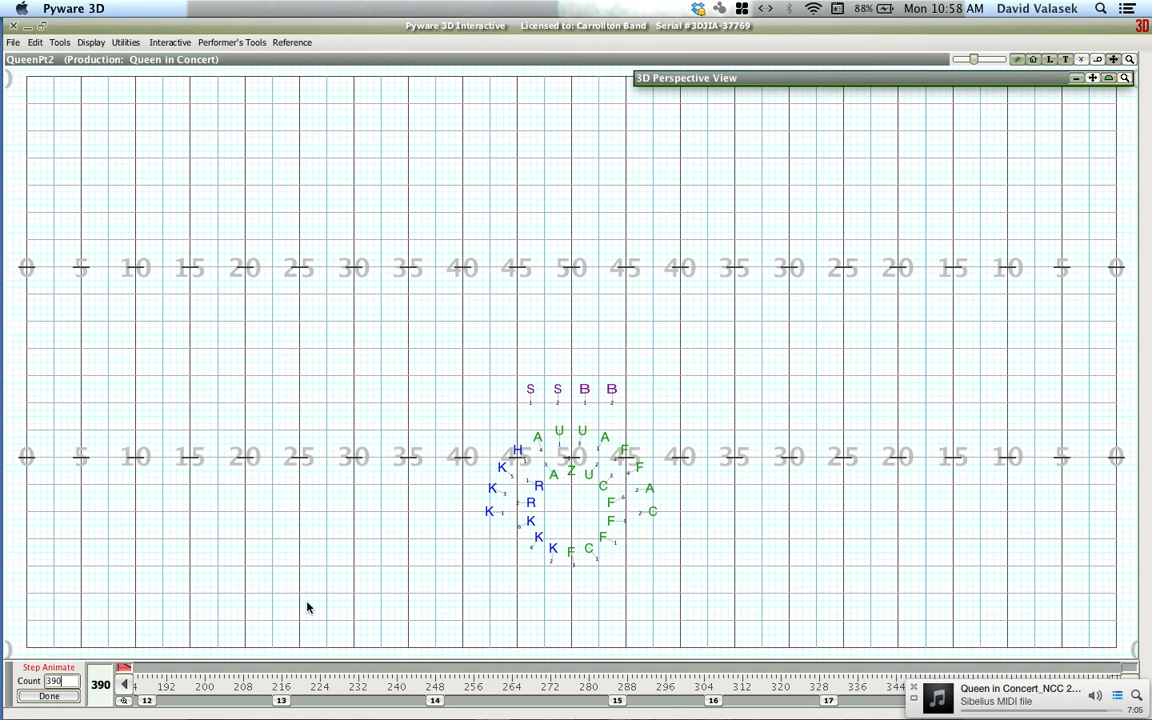 Pyware 3D 88% Mon 10:58 AM David Valasek
Pyware 3D Interactive Licensed to: Carrollton Band Serial #3DJIA-37769 3D
File Edit Tools Display Utilities Interactive Performer's Tools Reference
QueenPt2 (Production: Queen in Concert) L T
3D Perspective View
0 5 10 15 20 25 30 35 40 45 50 45 40 35 30 25 20 15 10 5 0
S S B B
1 2 1 2
A U U A
H F
0 5 10 15 20 25 30 35 40 45 50 45 40 35 30 25 20 15 10 5 0
K A Z U F
K R C A
K R F C
K F
K F
K F C
Step Animate
Count 390
Done
390
192 200 208 216 224 232 240 248 256 264 272 280 288 296 304 312 320 328 336 344
12 13 14 15 16 17
Queen in Concert_NCC 2...
Sibelius MIDI file
7:05